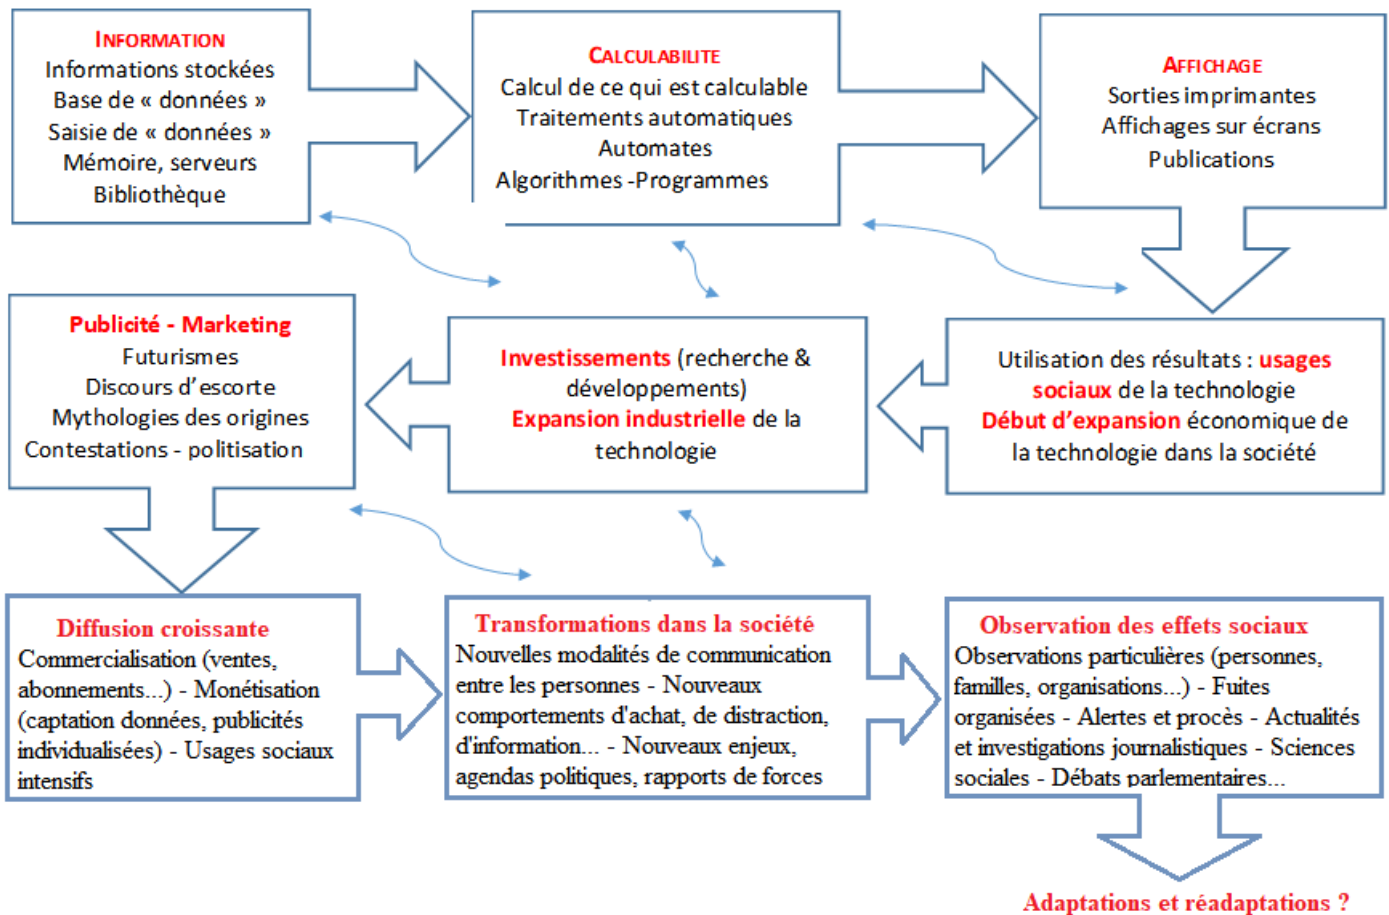 INFORMATION
Informations stockées
Base de « données »
Saisie de « données »
Mémoire, serveurs
Bibliothèque
CALCULABILITE
Calcul de ce qui est calculable
Traitements automatiques
Automates
Algorithmes -Programmes
AFFICHAGE
Sorties imprimantes
Affichages sur écrans
Publications
Publicité - Marketing
Futurismes
Discours d'escorte
Mythologies des origines
Contestations - politisation
Investissements (recherche &
développements)
Expansion industrielle de la
technologie
Utilisation des résultats : usages
sociaux de la technologie
Début d'expansion économique de
la technologie dans la société
Diffusion croissante
Commercialisation (ventes,
abonnements...) - Monétisation
(captation données, publicités
individualisées) - Usages sociaux
intensifs
Transformations dans la société
Nouvelles modalités de communication
entre les personnes - Nouveaux
comportements d'achat, de distraction,
d'information... - Nouveaux enjeux,
agendas politiques, rapports de forces
Observation des effets sociaux
Observations particulières (personnes,
familles, organisations...) - Fuites
organisées - Alertes et procès - Actualités
et investigations journalistiques - Sciences
sociales - Débats parlementaires...
Adaptations et réadaptations ?